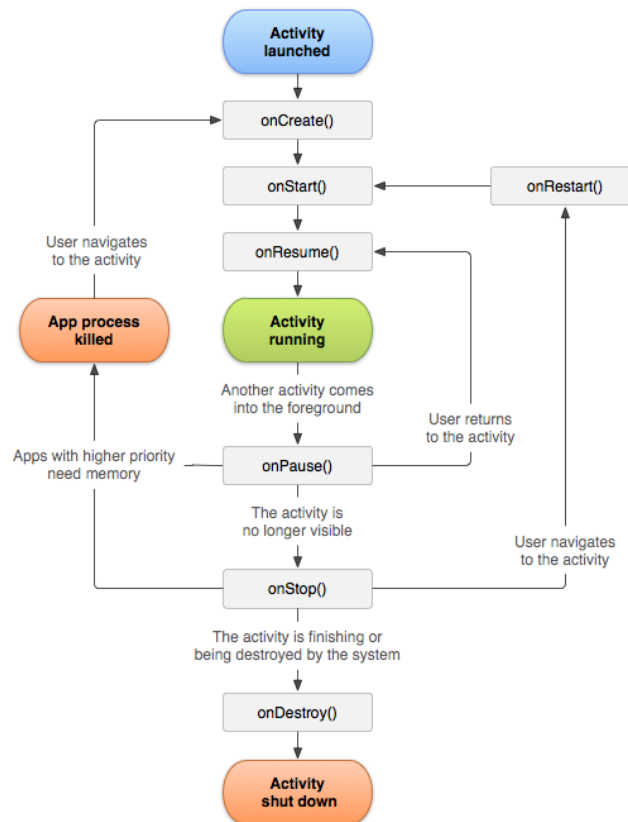 Activity
launched
onCreate()
onStart()
onRestart()
User navigates
to the activity
onResume()
App process
killed
Activity
running
Another activity comes
into the foreground
User returns
to the activity
Apps with higher priority
need memory
onPause()
The activity is
no longer visible
User navigates
to the activity
onStop()
The activity is finishing or
being destroyed by the system
onDestroy()
Activity
shut down